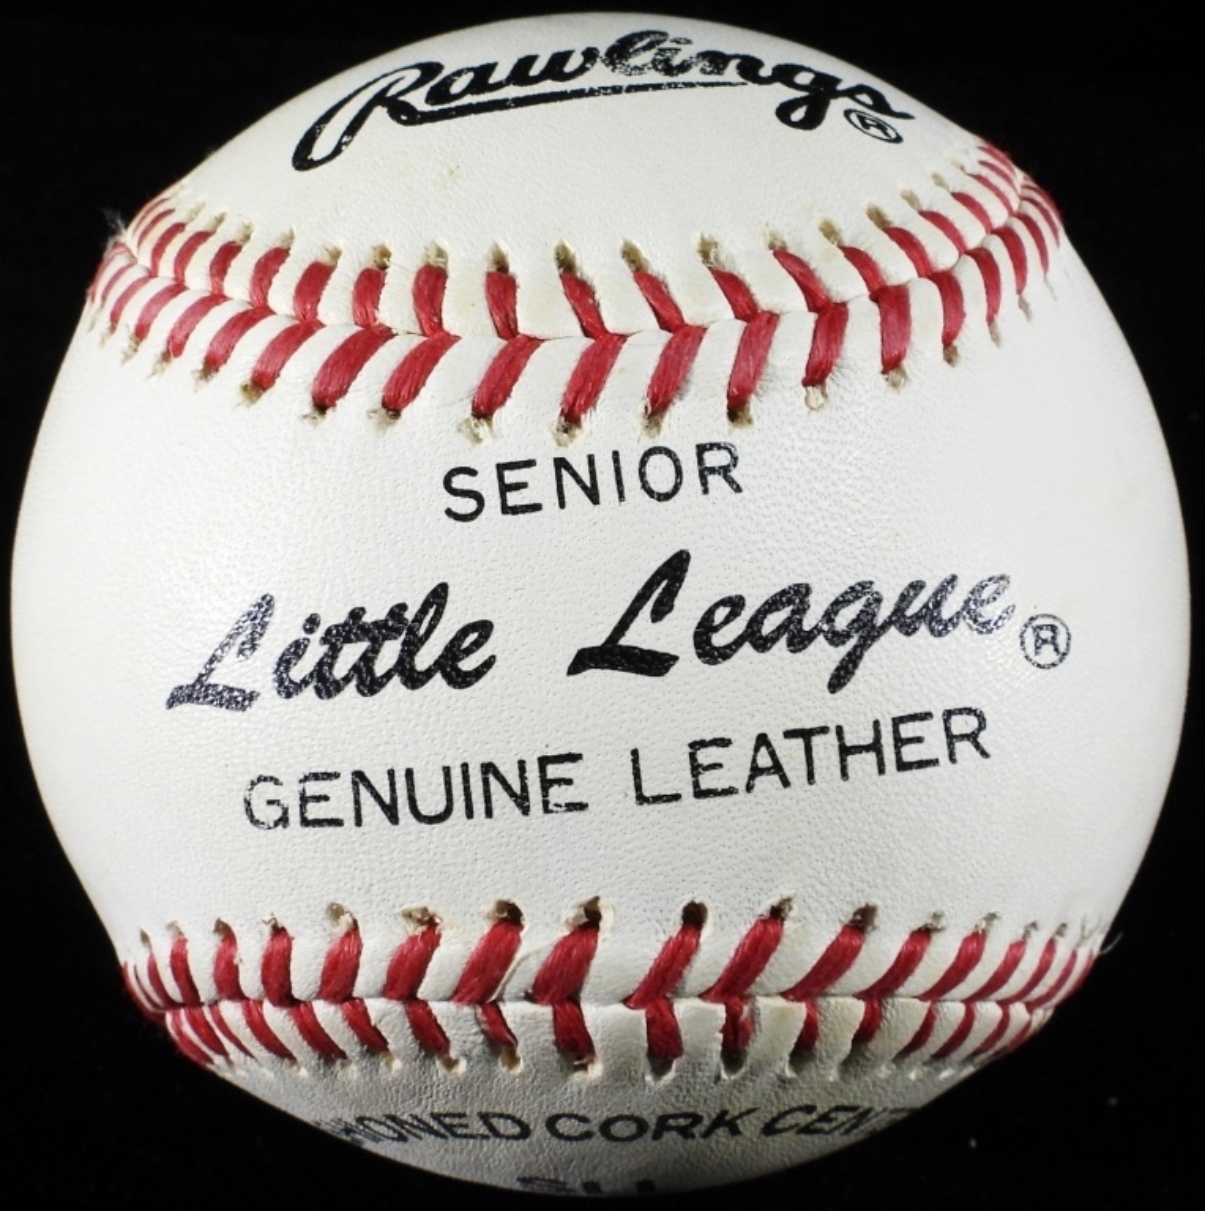 Rawlings®
SENIOR
Little League®
GENUINE LEATHER
CORK